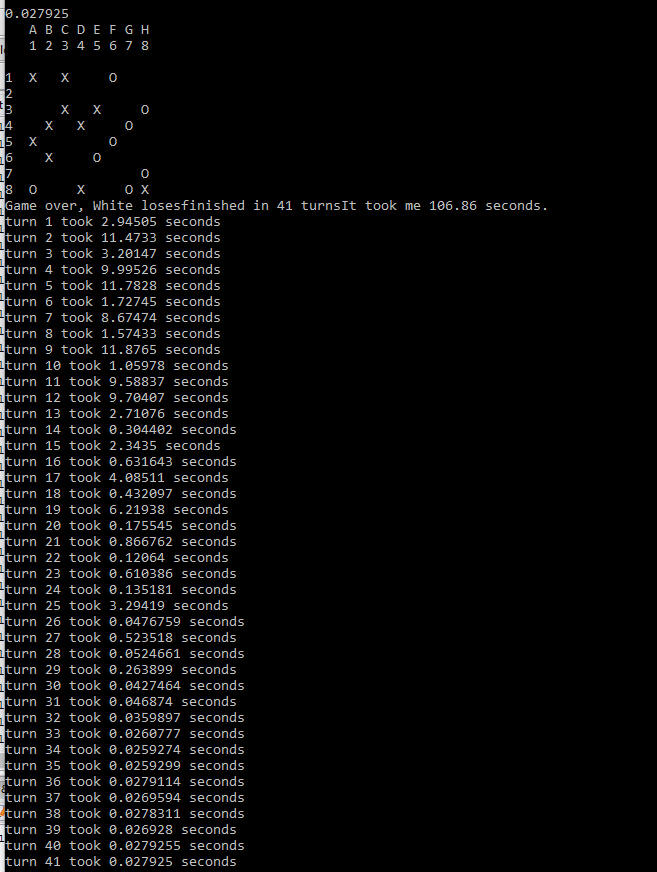 0.027925
A B C D E F G H
1 2 3 4 5 6 7 8
1 X X O
2
3 X X O
4 X X O
5 X O
6 X O
7 O
8 O X O X
Game over, White losesfinished in 41 turnsIt took me 106.86 seconds.
turn 1 took 2.94505 seconds
turn 2 took 11.4733 seconds
turn 3 took 3.20147 seconds
turn 4 took 9.99526 seconds
turn 5 took 11.7828 seconds
turn 6 took 1.72745 seconds
turn 7 took 8.67474 seconds
turn 8 took 1.57433 seconds
turn 9 took 11.8765 seconds
turn 10 took 1.05978 seconds
turn 11 took 9.58837 seconds
turn 12 took 9.70407 seconds
turn 13 took 2.71076 seconds
turn 14 took 0.304402 seconds
turn 15 took 2.3435 seconds
turn 16 took 0.631643 seconds
turn 17 took 4.08511 seconds
turn 18 took 0.432097 seconds
turn 19 took 6.21938 seconds
turn 20 took 0.175545 seconds
turn 21 took 0.866762 seconds
turn 22 took 0.12064 seconds
turn 23 took 0.610386 seconds
turn 24 took 0.135181 seconds
turn 25 took 3.29419 seconds
turn 26 took 0.0476759 seconds
turn 27 took 0.523518 seconds
turn 28 took 0.0524661 seconds
turn 29 took 0.263899 seconds
turn 30 took 0.0427464 seconds
turn 31 took 0.046874 seconds
turn 32 took 0.0359897 seconds
turn 33 took 0.0260777 seconds
turn 34 took 0.0259274 seconds
turn 35 took 0.0259299 seconds
turn 36 took 0.0279114 seconds
turn 37 took 0.0269594 seconds
turn 38 took 0.0278311 seconds
turn 39 took 0.026928 seconds
turn 40 took 0.0279255 seconds
turn 41 took 0.027925 seconds